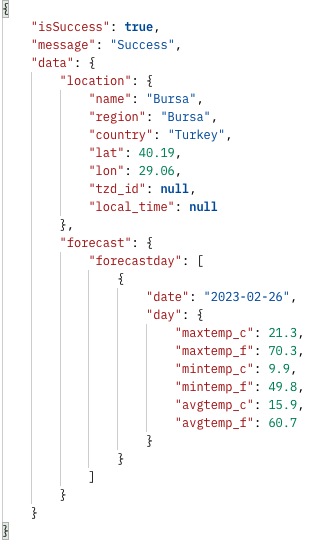 {
"isSuccess": true,
"message": "Success",
"data": {
"location": {
"name": "Bursa",
"region": "Bursa",
"country": "Turkey",
"lat": 40.19,
"lon": 29.06,
"tzd_id": null,
"local_time": null
},
"forecast": {
"forecastday": [
{
"date": "2023-02-26",
"day": {
"maxtemp_c": 21.3,
"maxtemp_f": 70.3,
"mintemp_c": 9.9,
"mintemp_f": 49.8,
"avgtemp_c": 15.9,
"avgtemp_f": 60.7
}
}
]
}
}
}